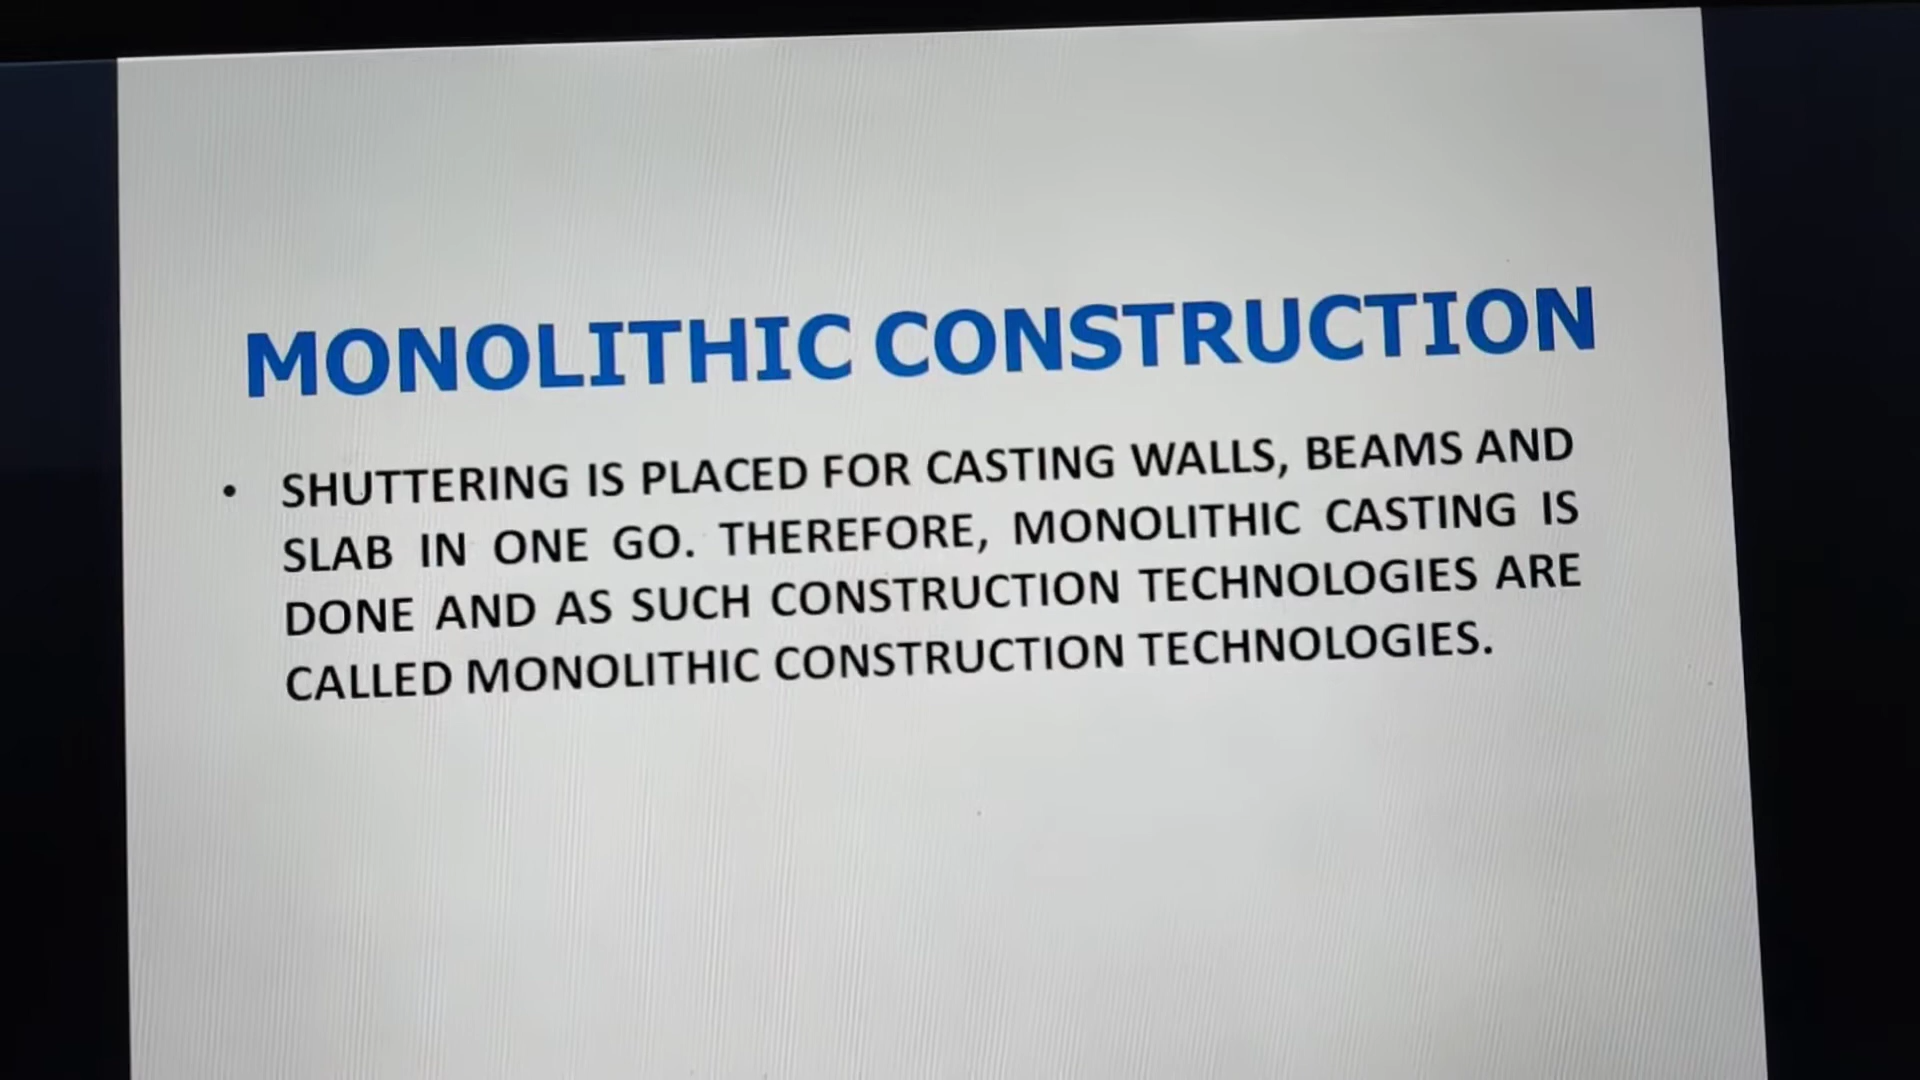 MONOLITHIC CONSTRUCTION
• SHUTTERING IS PLACED FOR CASTING WALLS, BEAMS AND
SLAB IN ONE GO. THEREFORE, MONOLITHIC CASTING IS
DONE AND AS SUCH CONSTRUCTION TECHNOLOGIES ARE
CALLED MONOLITHIC CONSTRUCTION TECHNOLOGIES.